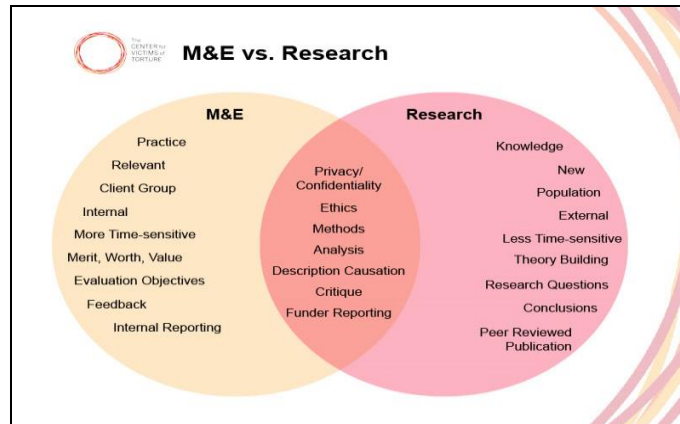 The
CENTER for
VICTIMS of
TORTURE
M&E vs. Research
M&E
Practice
Relevant
Client Group
Internal
More Time-sensitive
Merit, Worth, Value
Evaluation Objectives
Feedback
Internal Reporting
Privacy/
Confidentiality
Ethics
Methods
Analysis
Description Causation
Critique
Funder Reporting
Research
Knowledge
New
Population
External
Less Time-sensitive
Theory Building
Research Questions
Conclusions
Peer Reviewed
Publication